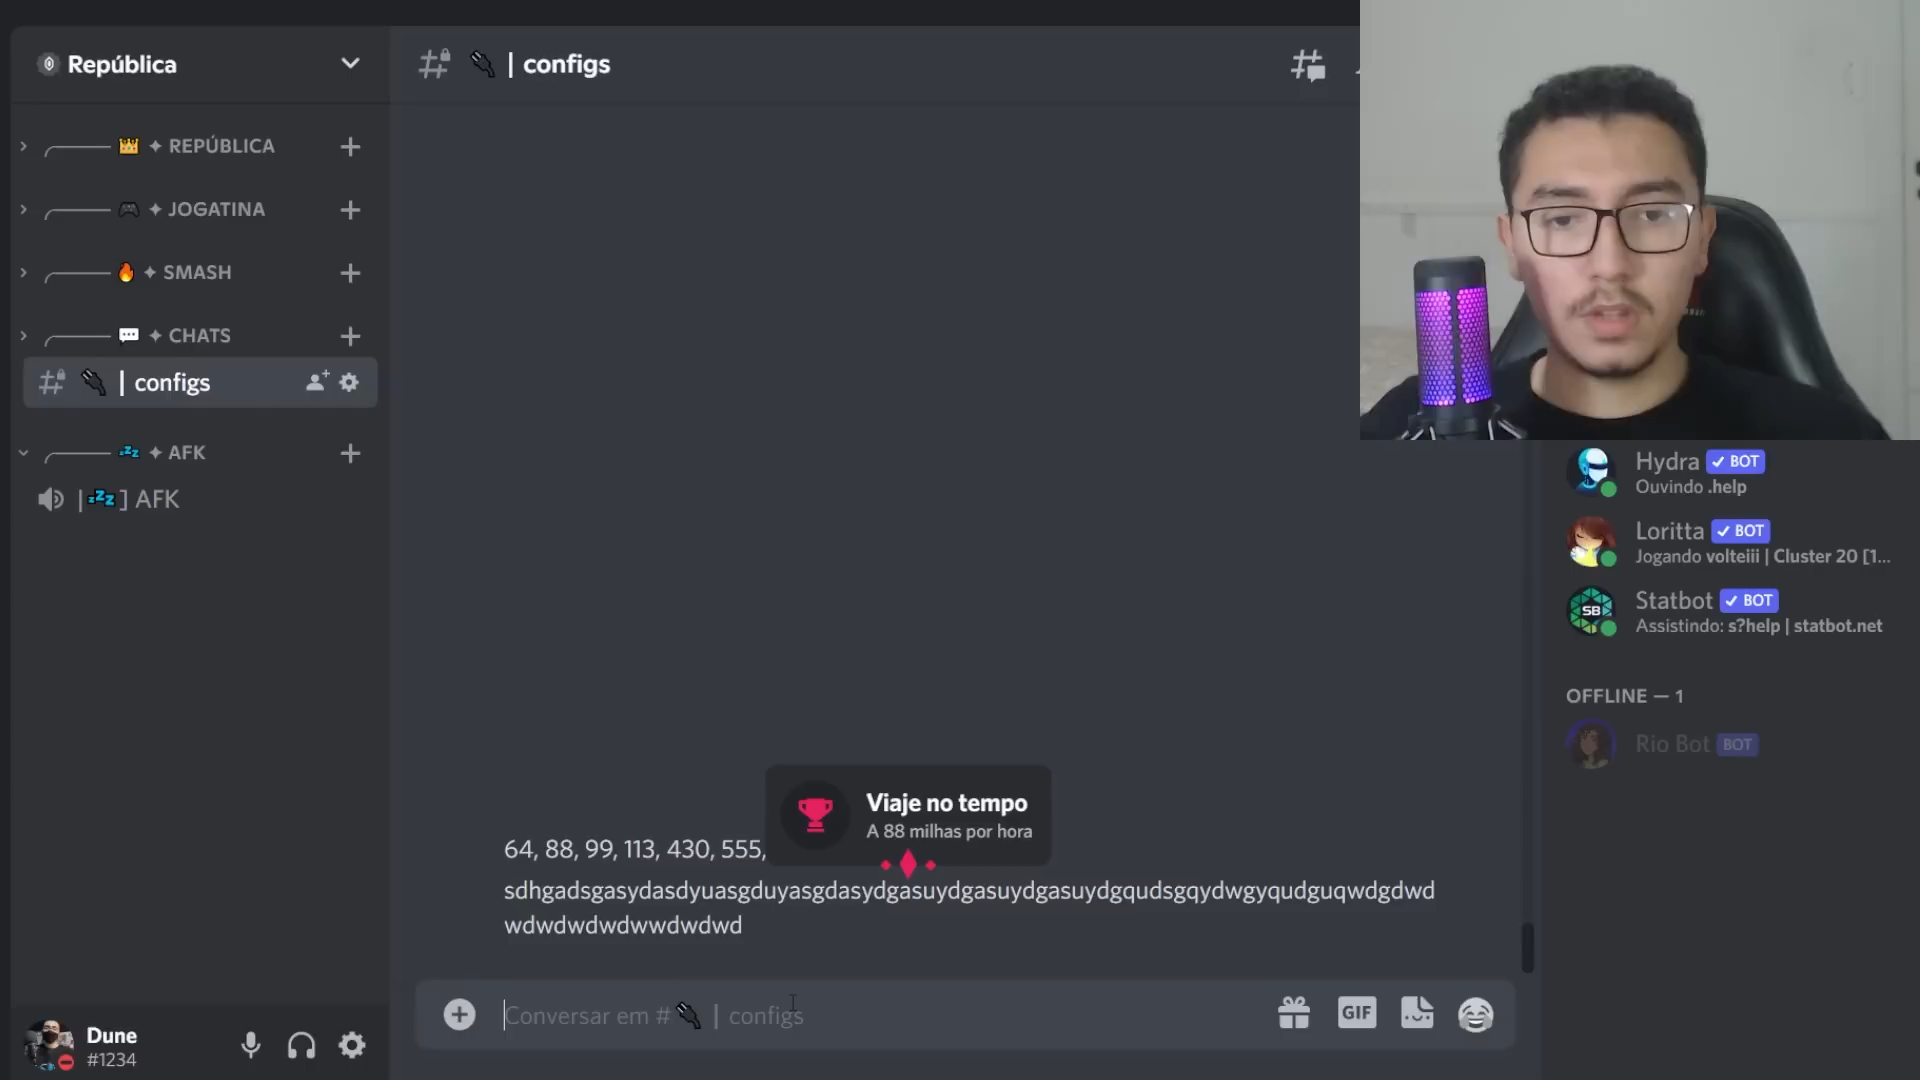 República
✦ REPÚBLICA
✦ JOGATINA
✦ SMASH
✦ CHATS
| configs
✦ AFK
| 💤 ] AFK
Dune
#1234
| configs
Viaje no tempo
A 88 milhas por hora
64, 88, 99, 113, 430, 555,
sdhgadsgasydasdyuasgduyasgdasydgasuydgasuydgasuydgqudsgqydwgyqudguqwdgdwd
wdwdwdwdwwdwdwd
Conversar em # | configs
GIF
Hydra ✓ BOT
Ouvindo .help
Loritta ✓ BOT
Jogando volteiii | Cluster 20 [1...
SB
Statbot ✓ BOT
Assistindo: s?help | statbot.net
OFFLINE — 1
Rio Bot BOT